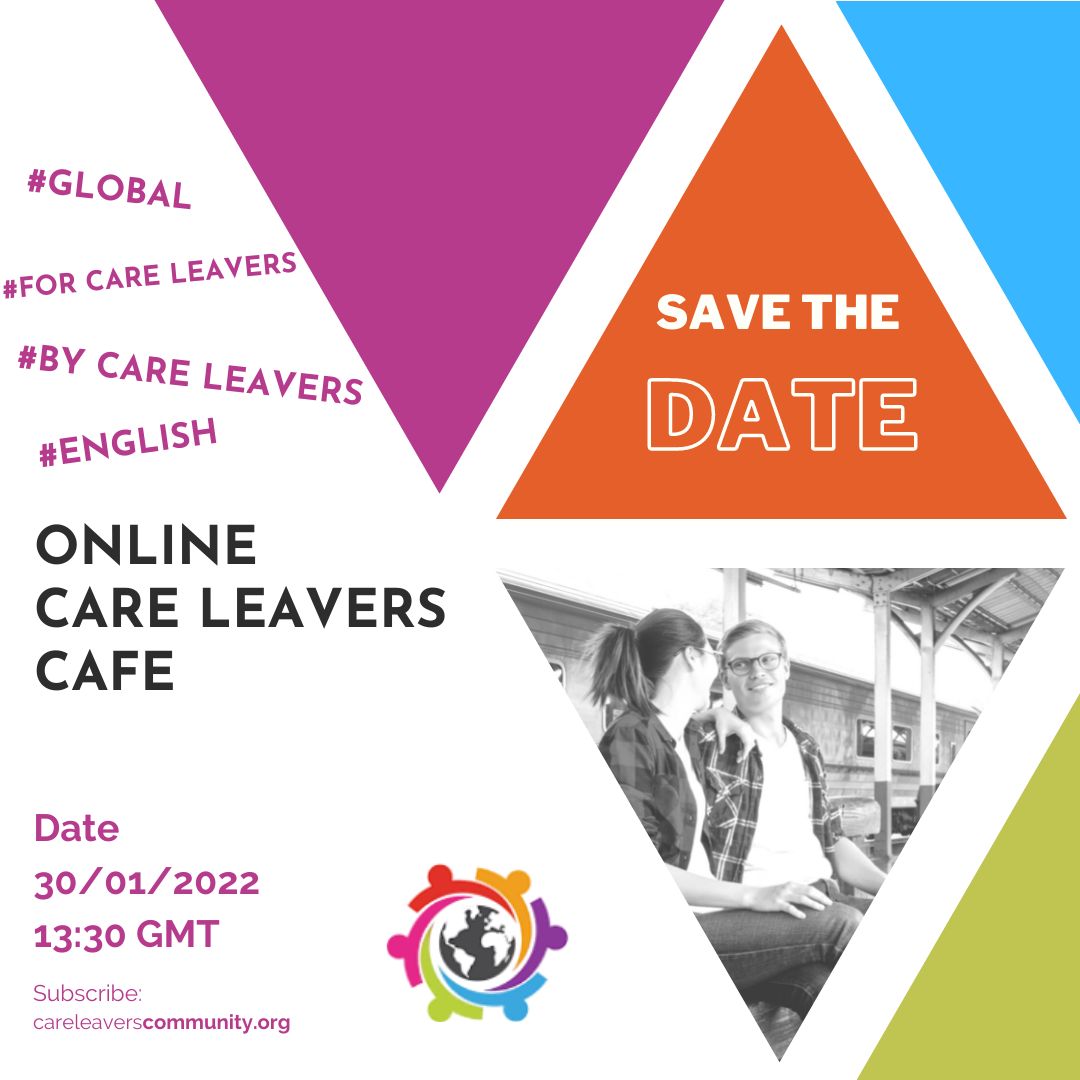 #GLOBAL
#FOR CARE LEAVERS
#BY CARE LEAVERS
#ENGLISH
SAVE THE
DATE
ONLINE
CARE LEAVERS
CAFE
Date
30/01/2022
13:30 GMT
Subscribe:
careleaverscommunity.org